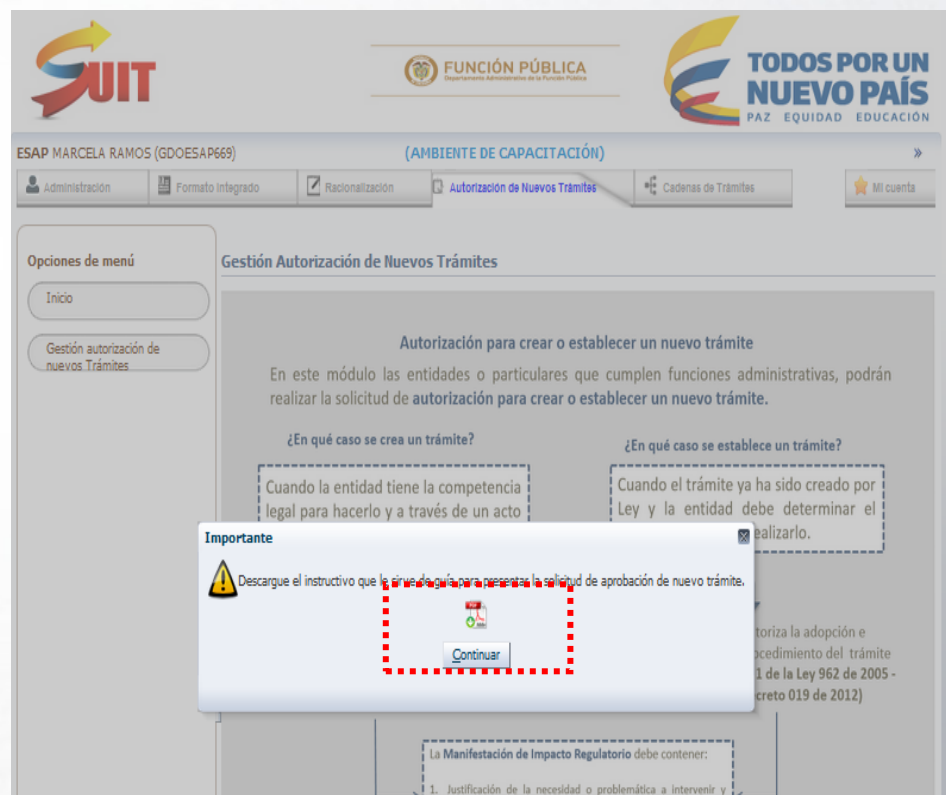 SUIT
FUNCIÓN PÚBLICA
Departamento Administrativo de la Función Pública
TODOS POR UN
NUEVO PAÍS
PAZ EQUIDAD EDUCACIÓN
ESAP MARCELA RAMOS (GDOESAP669)
(AMBIENTE DE CAPACITACIÓN)
»
Administración
Formato Integrado
Racionalización
Autorización de Nuevos Trámites
Cadenas de Trámites
Mi cuenta
Opciones de menú
Inicio
Gestión autorización de
nuevos Trámites
Gestión Autorización de Nuevos Trámites
Autorización para crear o establecer un nuevo trámite
En este módulo las entidades o particulares que cumplen funciones administrativas, podrán
realizar la solicitud de autorización para crear o establecer un nuevo trámite.
¿En qué caso se crea un trámite?
Cuando la entidad tiene la competencia
legal para hacerlo y a través de un acto
¿En qué caso se establece un trámite?
Cuando el trámite ya ha sido creado por
Ley y la entidad debe determinar el
ealizarlo.
Importante
Descargue el instructivo que le sirve de guía para presentar la solicitud de aprobación de nuevo trámite.
Continuar
toriza la adopción e
ocedimiento del trámite
1 de la Ley 962 de 2005 -
creto 019 de 2012)
La Manifestación de Impacto Regulatorio debe contener:
1. Justificación de la necesidad o problemática a intervenir y